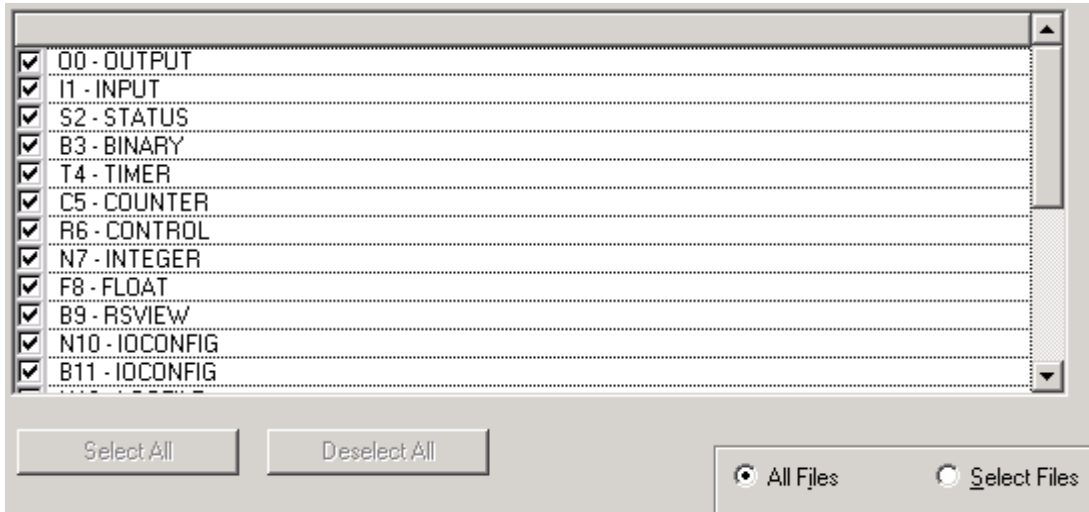 O0 - OUTPUT
I1 - INPUT
S2 - STATUS
B3 - BINARY
T4 - TIMER
C5 - COUNTER
R6 - CONTROL
N7 - INTEGER
F8 - FLOAT
B9 - RSVIEW
N10 - IOCONFIG
B11 - IOCONFIG
Select All
Deselect All
All Files
Select Files